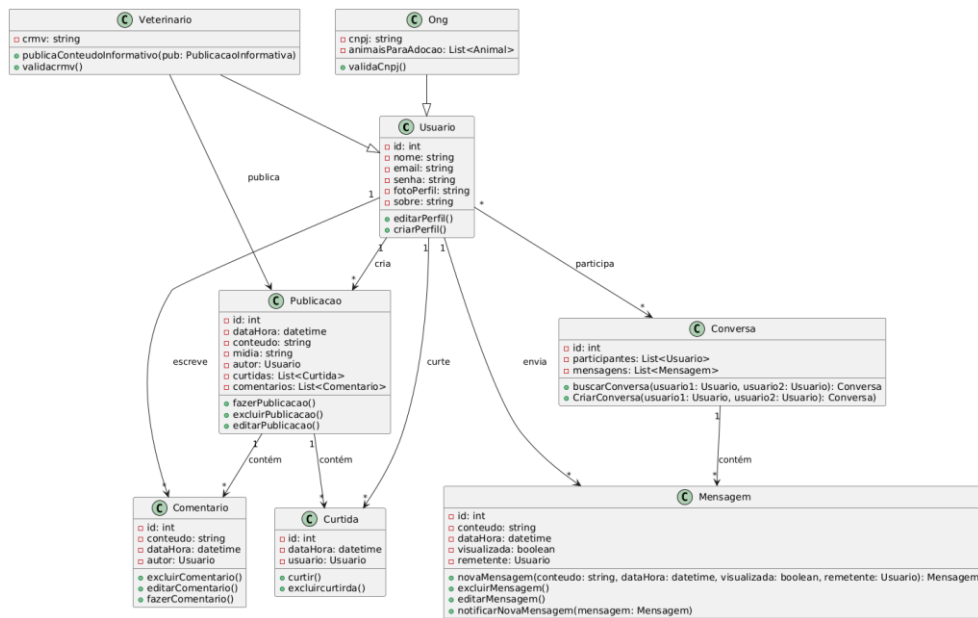 C Veterinario
crmv: string
publicaConteudoInformativo(pub: PublicacaoInformativa)
validacrmv()
C Ong
cnpj: string
animaisParaAdocao: List<Animal>
validaCnpj()
C Usuario
id: int
nome: string
email: string
senha: string
fotoPerfil: string
sobre: string
editarPerfil()
criarPerfil()
publica
1
*
1
cria
*
1
1
participa
*
C Publicacao
id: int
dataHora: datetime
conteudo: string
midia: string
autor: Usuario
curtidas: List<Curtida>
comentarios: List<Comentario>
fazerPublicacao()
excluirPublicacao()
editarPublicacao()
C Conversa
id: int
participantes: List<Usuario>
mensagens: List<Mensagem>
buscarConversa(usuario1: Usuario, usuario2: Usuario): Conversa
CriarConversa(usuario1: Usuario, usuario2: Usuario): Conversa)
escreve
curte
envia
1
contém
*
1
contém
*
1
contém
*
*
*
*
C Comentario
id: int
conteudo: string
dataHora: datetime
autor: Usuario
excluirComentario()
editarComentario()
fazerComentario()
C Curtida
id: int
dataHora: datetime
usuario: Usuario
curtir()
excluircurtida()
C Mensagem
id: int
conteudo: string
dataHora: datetime
visualizada: boolean
remetente: Usuario
novaMensagem(conteudo: string, dataHora: datetime, visualizada: boolean, remetente: Usuario): Mensagem
excluirMensagem()
editarMensagem()
notificarNovaMensagem(mensagem: Mensagem)